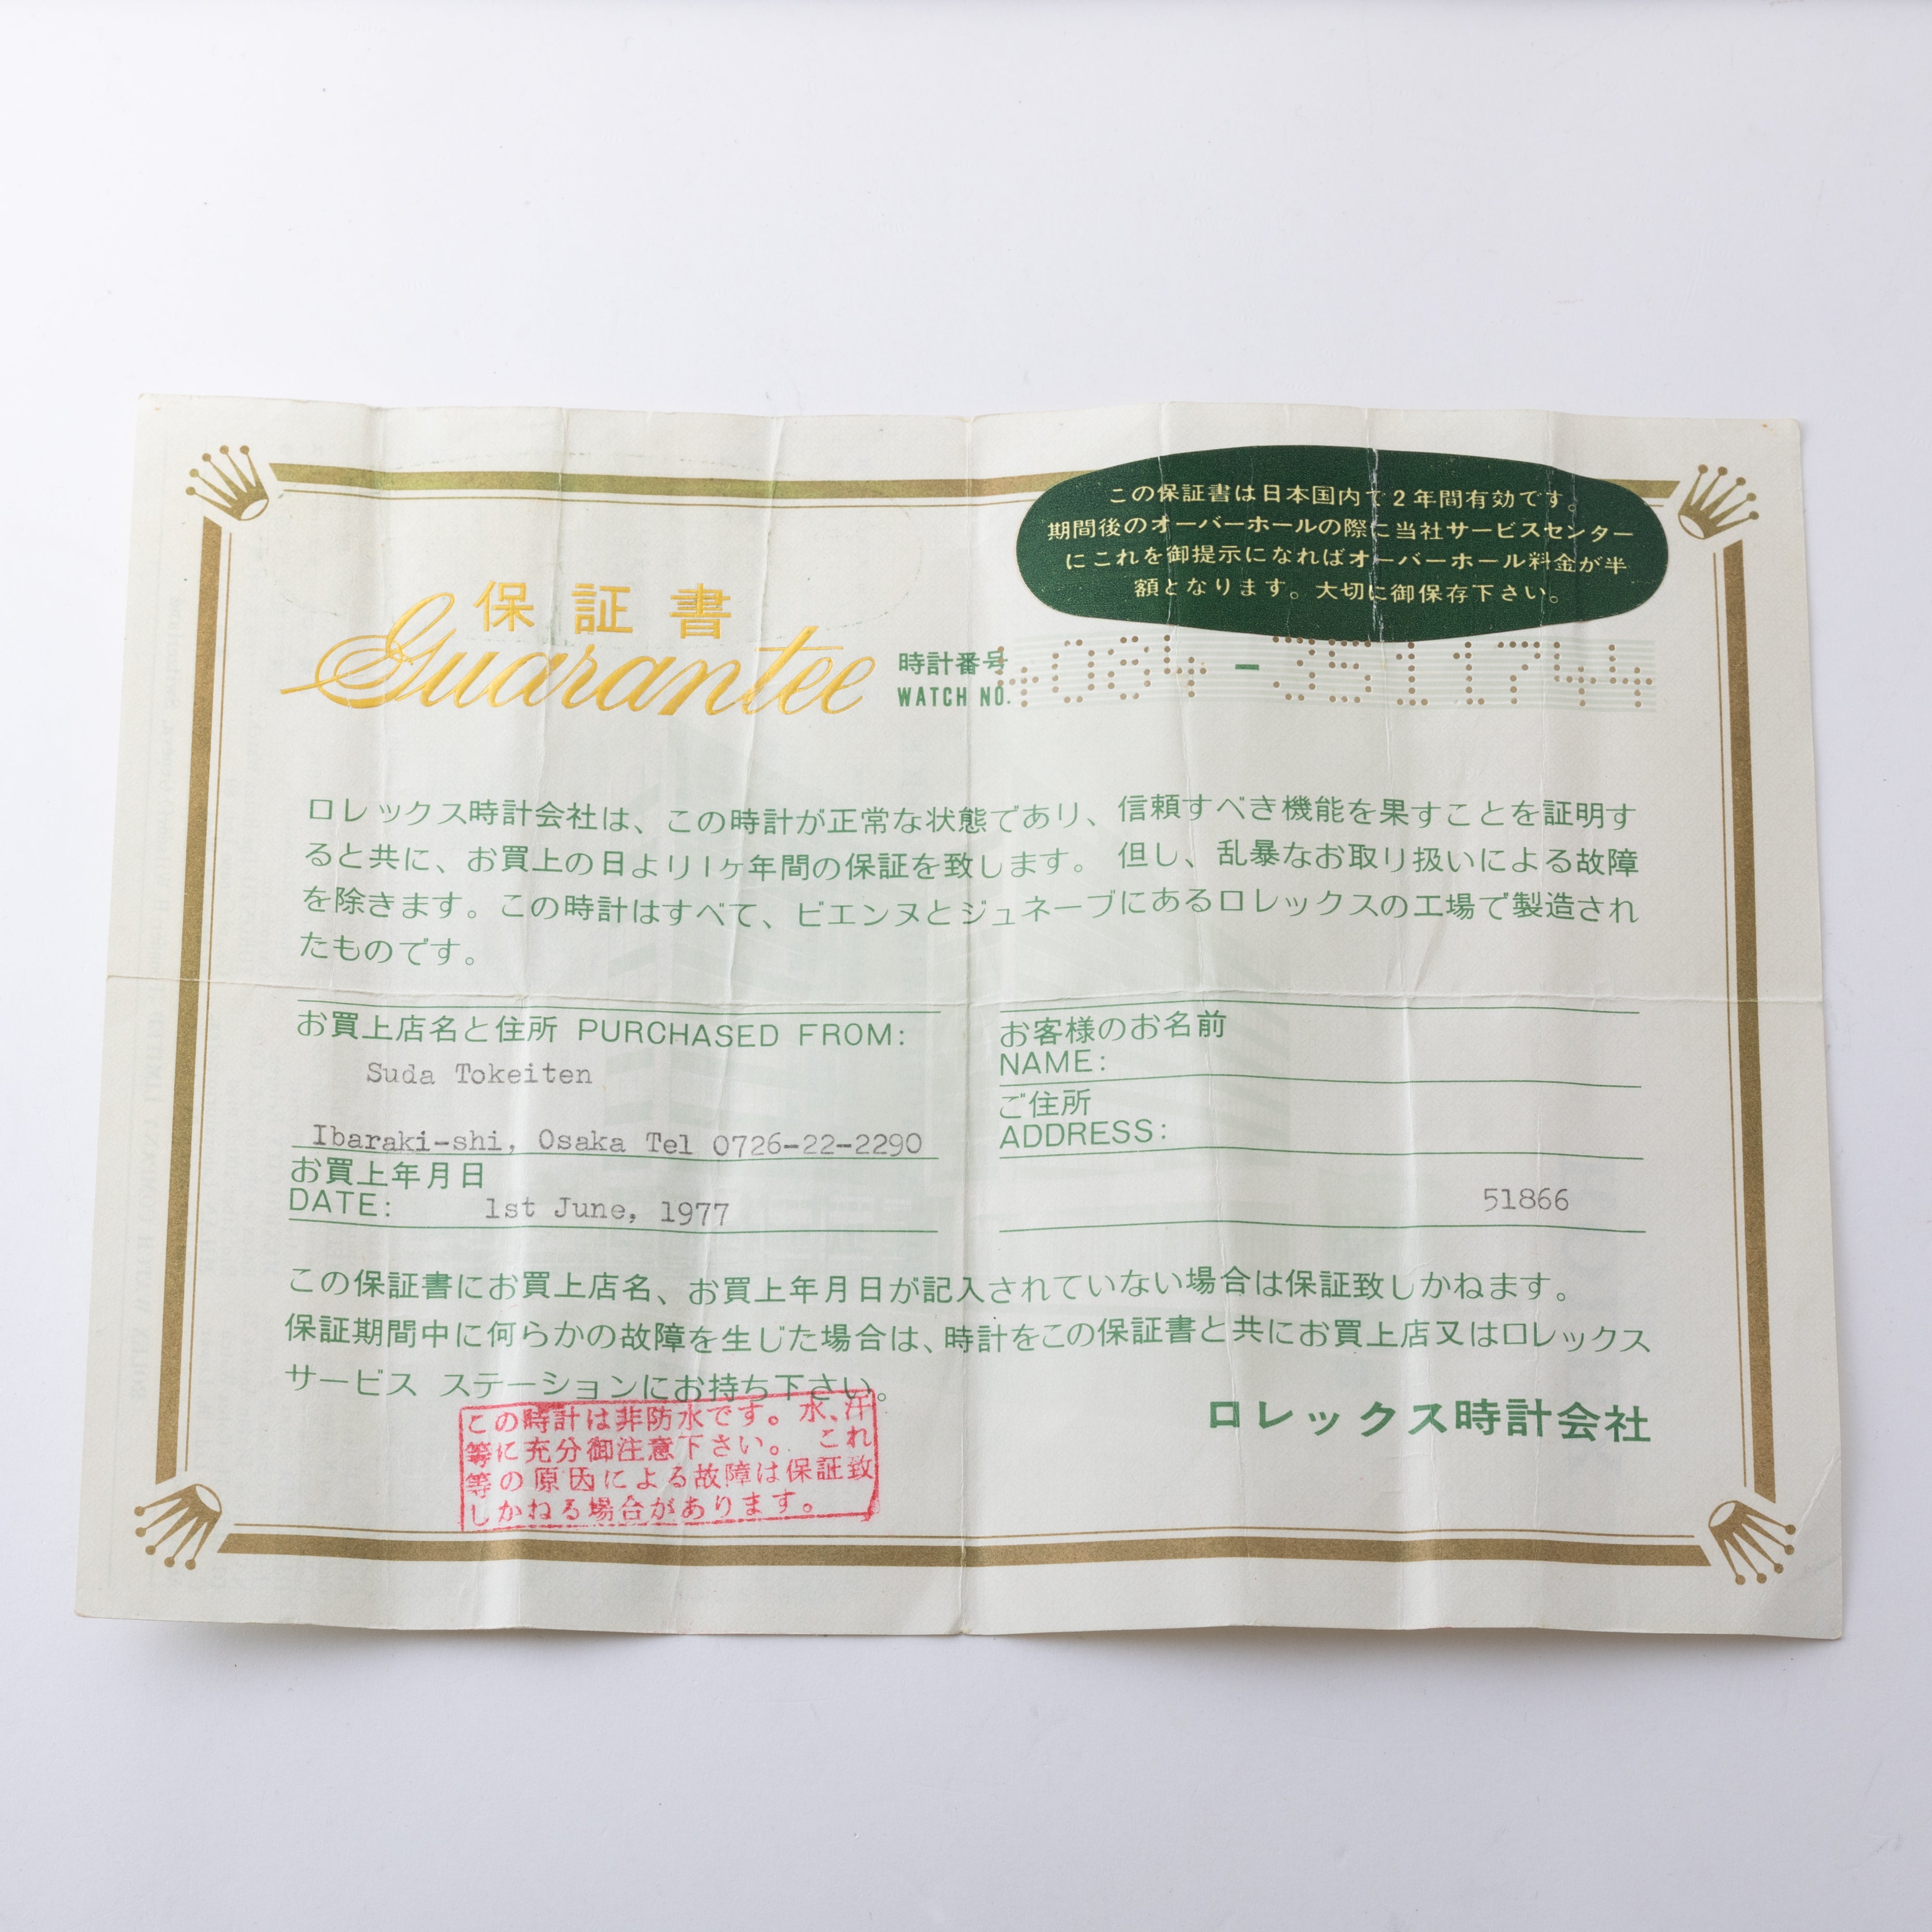 この保証書は日本国内で2年間有効です。
期間後のオーバーホールの際に当社サービスセンター
にこれを御提示になればオーバーホール料金が半
額となります。大切に御保存下さい。
保証書
Guarantee
時計番号
WATCH NO. 4084-3511744
ロレックス時計会社は、この時計が正常な状態であり、信頼すべき機能を果すことを証明す
ると共に、お買上の日より1ヶ年間の保証を致します。但し、乱暴なお取り扱いによる故障
を除きます。この時計はすべて、ビエンヌとジュネーブにあるロレックスの工場で製造され
たものです。
お買上店名と住所 PURCHASED FROM:
Suda Tokeiten
Ibaraki-shi, Osaka Tel 0726-22-2290
お買上年月日
DATE: 1st June, 1977
お客様のお名前
NAME:
ご住所
ADDRESS:
51866
この保証書にお買上店名、お買上年月日が記入されていない場合は保証致しかねます。
保証期間中に何らかの故障を生じた場合は、時計をこの保証書と共にお買上店又はロレックス
サービス ステーションにお持ち下さい。
ロレックス時計会社
この時計は非防水です。水、汗
等に充分御注意下さい。 これ
等の原因による故障は保証致
しかねる場合があります。